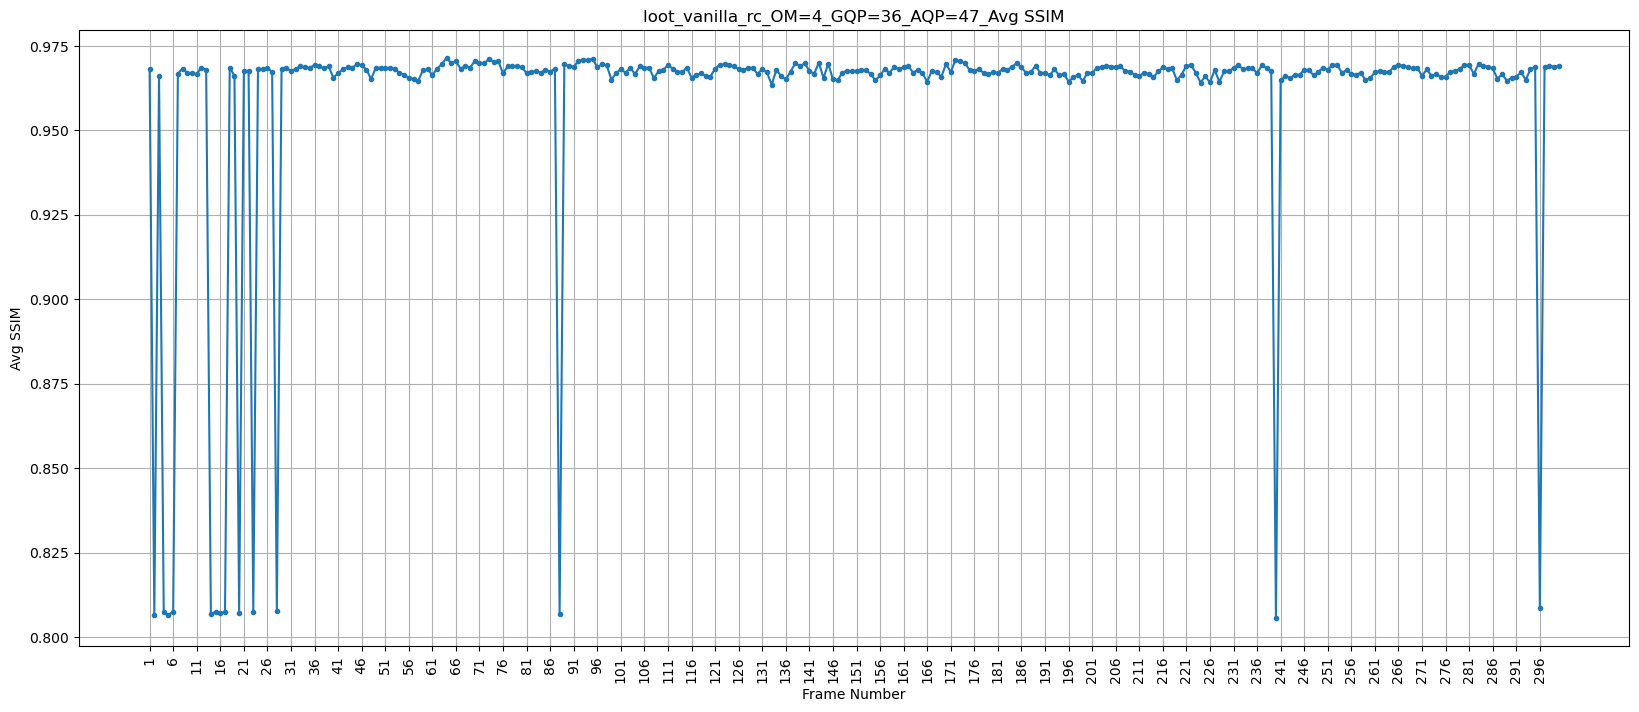 loot_vanilla_rc_OM=4_GQP=36_AQP=47_Avg SSIM
0.975
0.950
0.925
0.900
0.875
0.850
0.825
0.800
Avg SSIM
1 6 11 16 21 26 31 36 41 46 51 56 61 66 71 76 81 86 91 96 101 106 111 116 121 126 131 136 141 146 151 156 161 166 171 176 181 186 191 196 201 206 211 216 221 226 231 236 241 246 251 256 261 266 271 276 281 286 291 296
Frame Number